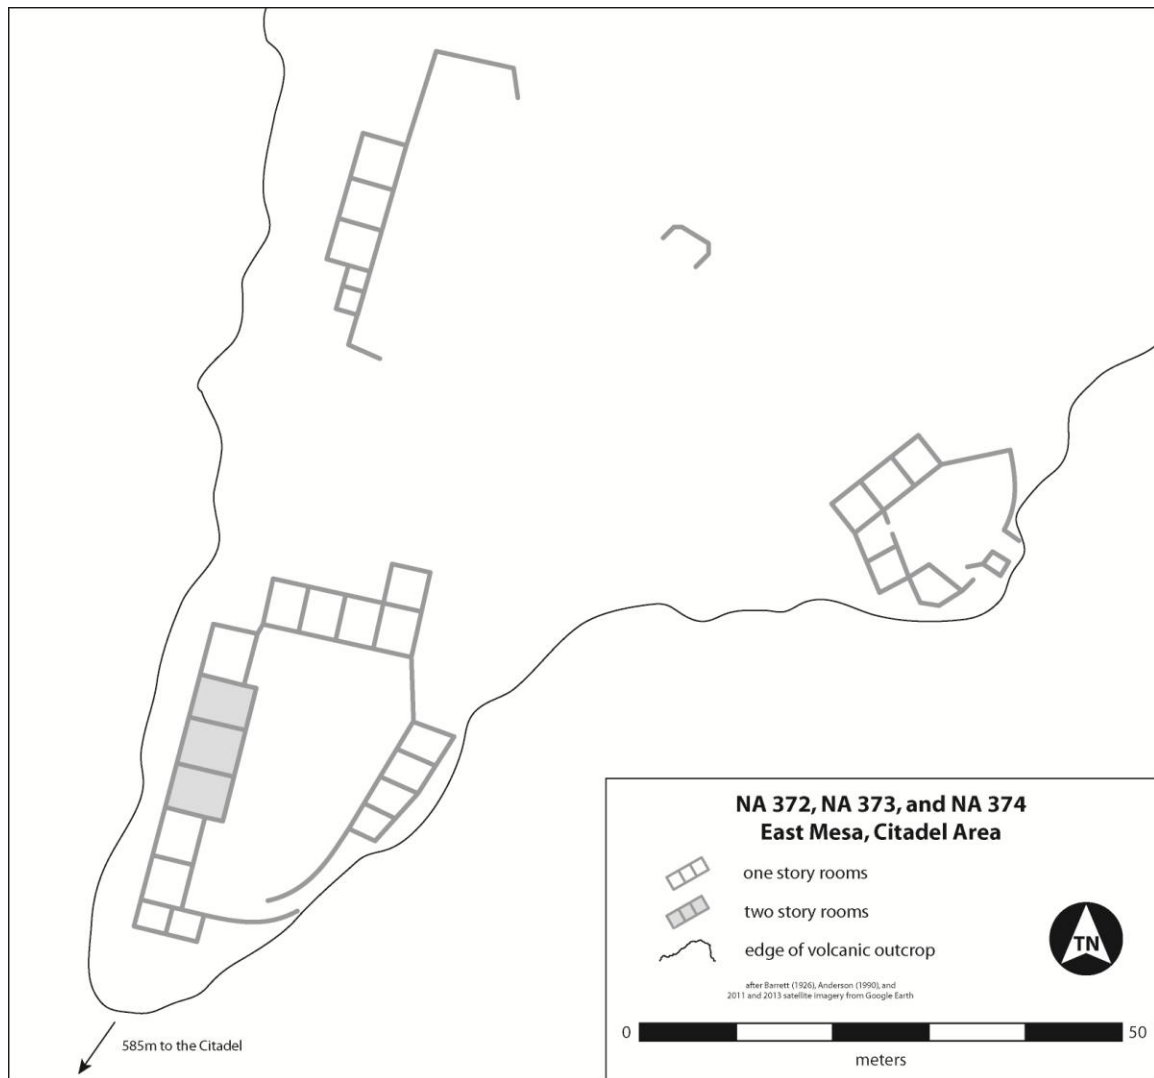 NA 372, NA 373, and NA 374
East Mesa, Citadel Area
one story rooms
two story rooms
edge of volcanic outcrop
TN
after Barrett (1926), Anderson (1990), and
2011 and 2013 satellite imagery from Google Earth
0 50
meters
585m to the Citadel